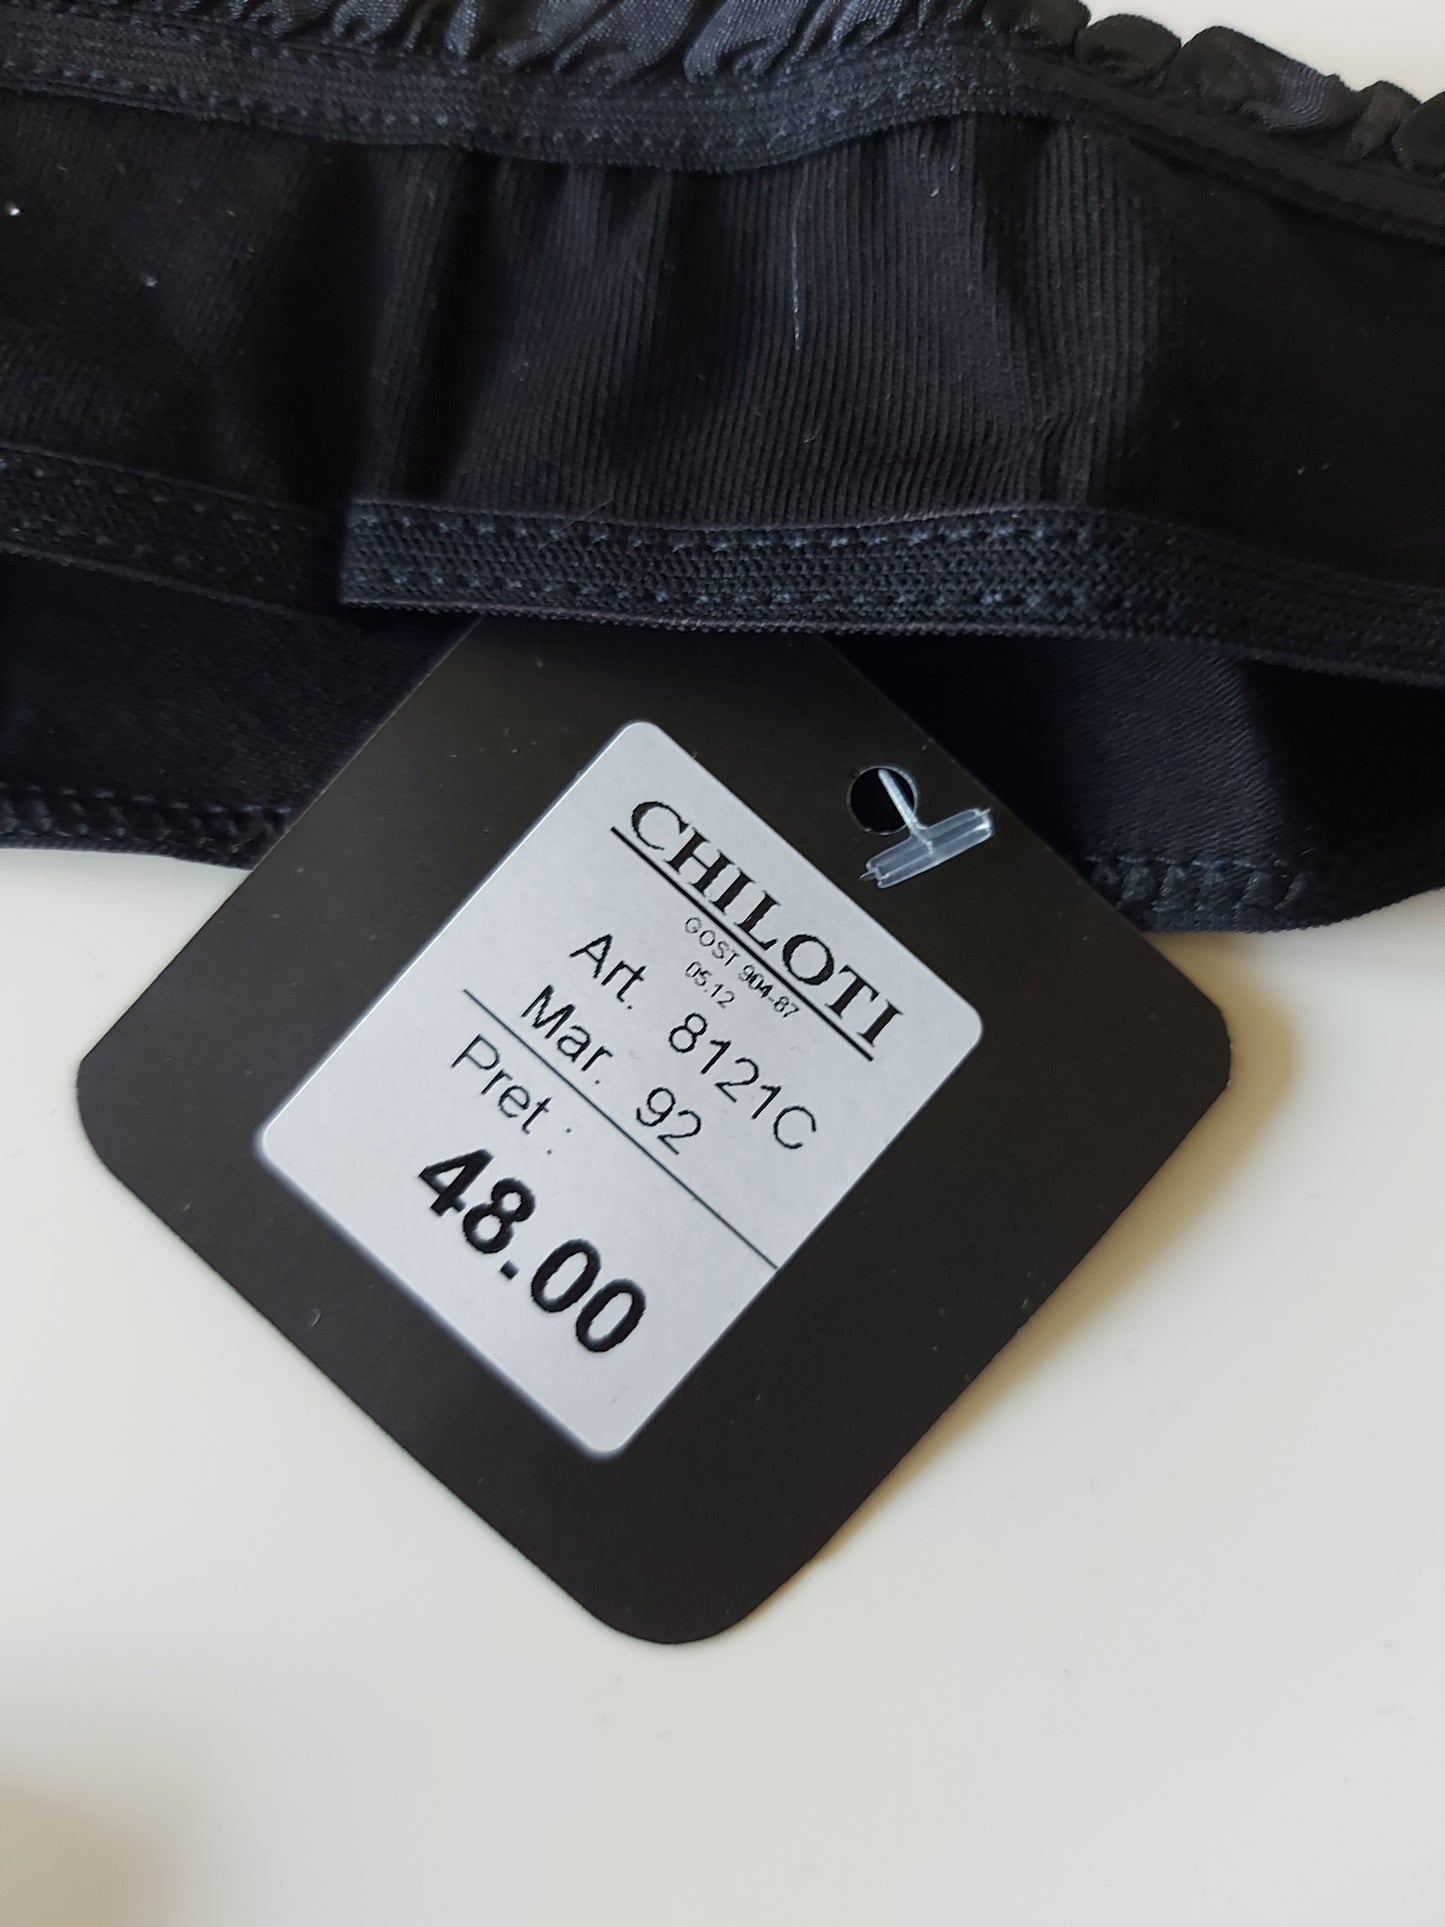 CHILOTI
GOST 904-87
05.12
Art. 8121C
Mar. 92
Pret :
48.00